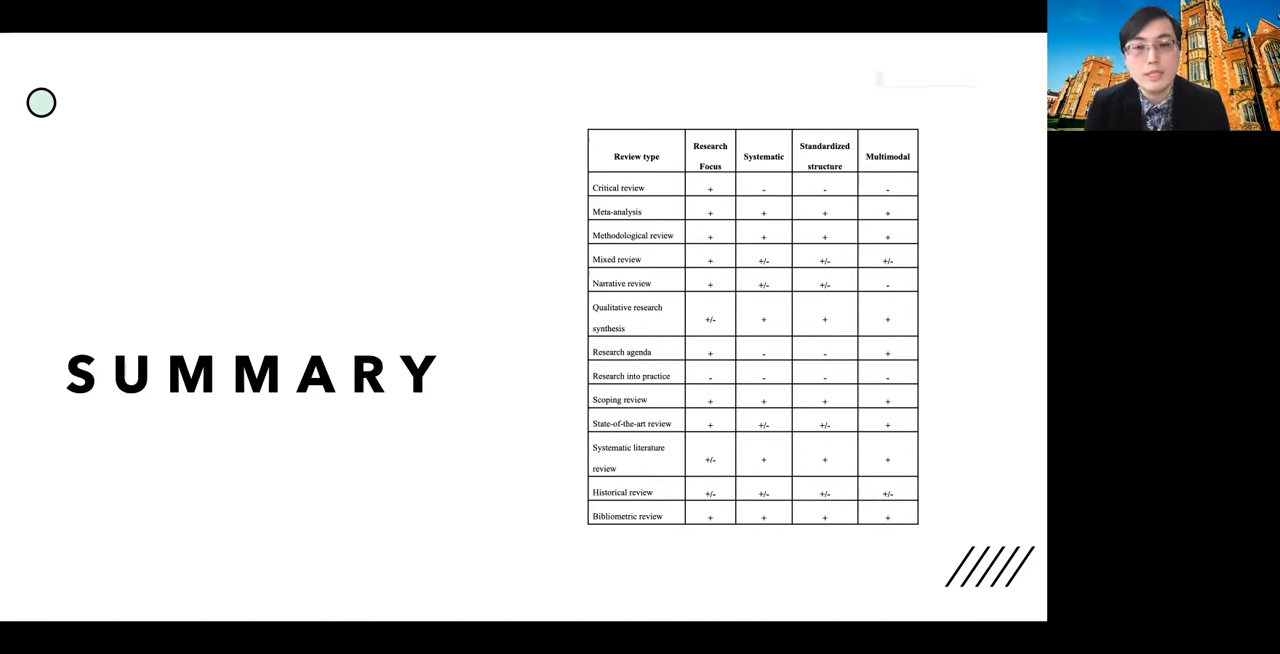 SUMMARY
Review type Research Focus Systematic Standardized structure Multimodal
Critical review + - - -
Meta-analysis + + + +
Methodological review + + + +
Mixed review + +/- +/- +/-
Narrative review + +/- +/- -
Qualitative research synthesis +/- + + +
Research agenda + - - +
Research into practice - - - -
Scoping review + + + +
State-of-the-art review + +/- +/- +
Systematic literature review +/- + + +
Historical review +/- +/- +/- +/-
Bibliometric review + + + +